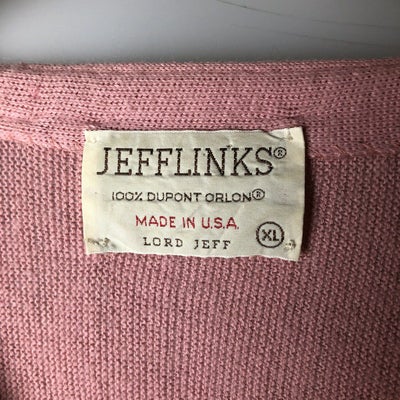 JEFFLINKS®
100% DUPONT ORLON®
MADE IN U.S.A.
LORD JEFF
XL